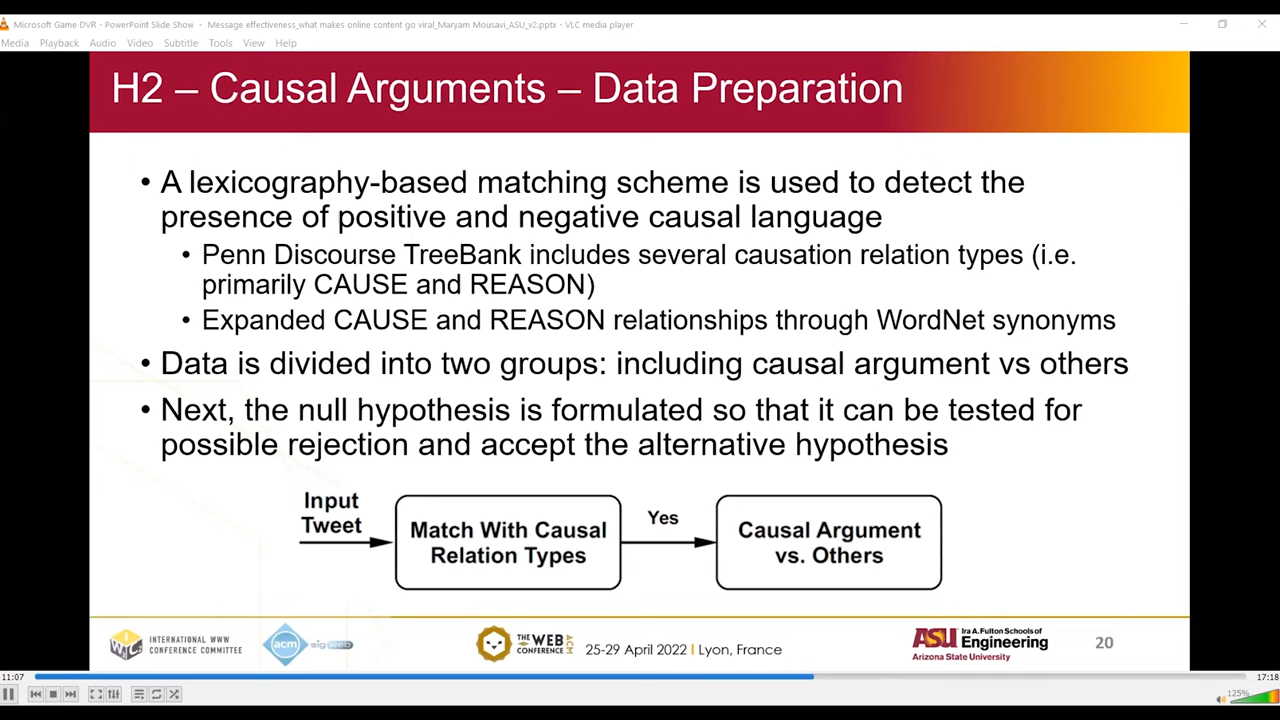 Microsoft Game DVR - PowerPoint Slide Show - Message effectiveness_what makes online content go viral_Maryam Mousavi_ASU_v2.pptx - VLC media player
Media Playback Audio Video Subtitle Tools View Help
H2 – Causal Arguments – Data Preparation
• A lexicography-based matching scheme is used to detect the
presence of positive and negative causal language
• Penn Discourse TreeBank includes several causation relation types (i.e.
primarily CAUSE and REASON)
• Expanded CAUSE and REASON relationships through WordNet synonyms
• Data is divided into two groups: including causal argument vs others
• Next, the null hypothesis is formulated so that it can be tested for
possible rejection and accept the alternative hypothesis
Input
Tweet
Match With Causal
Relation Types
Yes
Causal Argument
vs. Others
INTERNATIONAL WWW
CONFERENCE COMMITTEE
acm
sigweb
THE WEB
CONFERENCE
ACM
25-29 April 2022 I Lyon, France
ASU Ira A. Fulton Schools of
Engineering
Arizona State University
20
11:07
17:18
125%